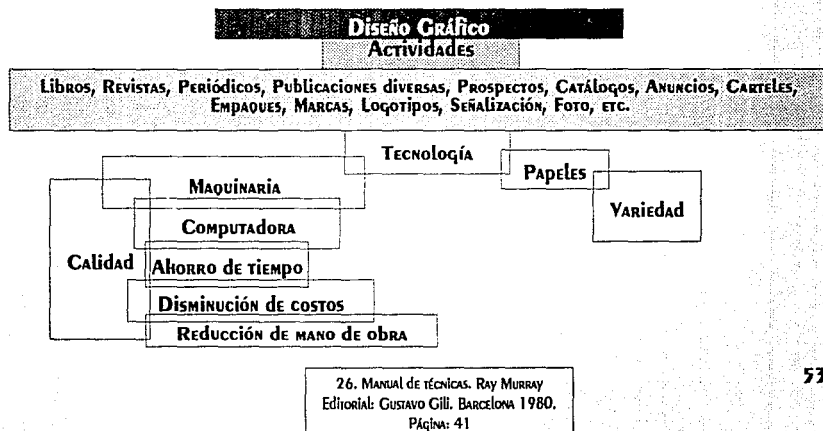 Diseño Gráfico
Actividades
Libros, Revistas, Periódicos, Publicaciones diversas, Prospectos, Catálogos, Anuncios, Carteles,
Empaques, Marcas, Logotipos, Señalización, Foto, etc.
Tecnología
Papeles
Maquinaria
Variedad
Computadora
Calidad
Ahorro de tiempo
Disminución de costos
Reducción de mano de obra
26. Manual de técnicas. Ray Murray
Editorial: Gustavo Gili. Barcelona 1980.
Página: 41
53